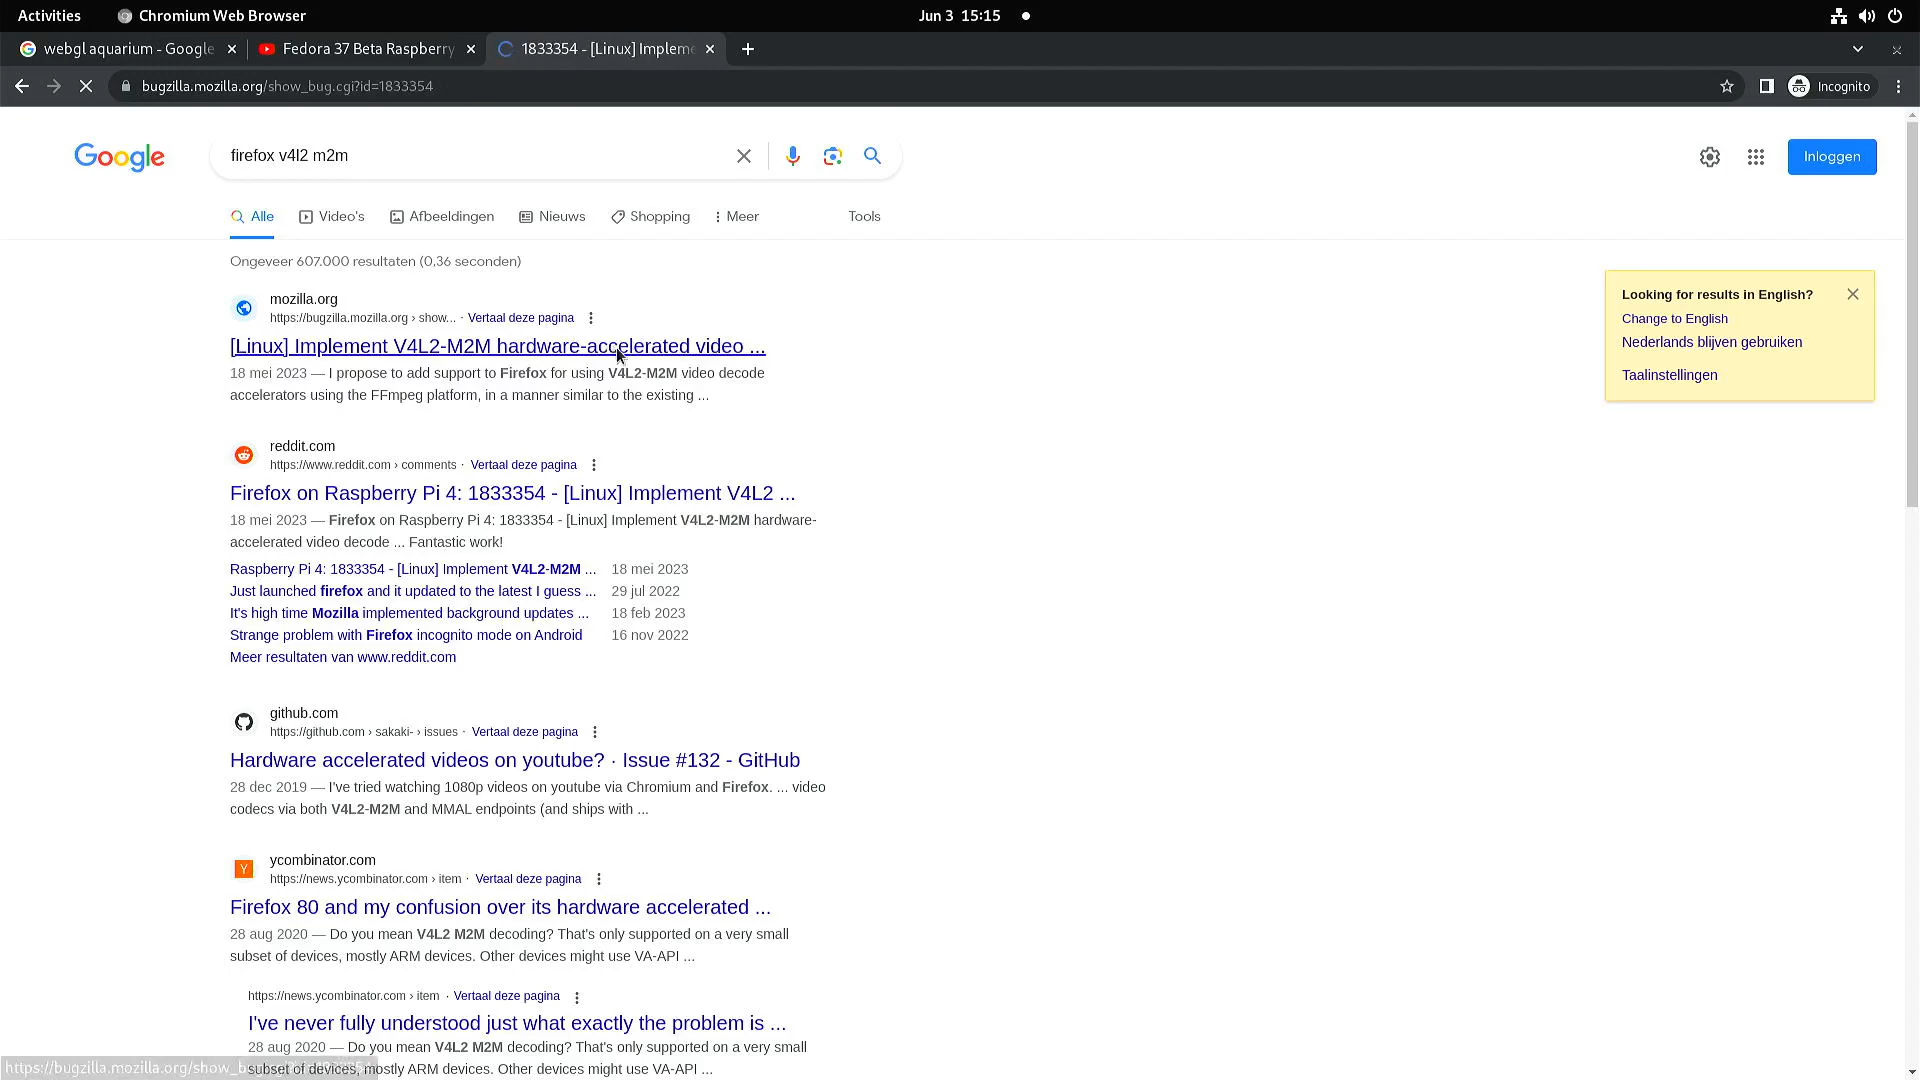 Activities Chromium Web Browser Jun 3 15:15
webgl aquarium - Google Fedora 37 Beta Raspberry 1833354 - [Linux] Impleme
bugzilla.mozilla.org/show_bug.cgi?id=1833354 Incognito
Google firefox v4l2 m2m Inloggen
Alle Video's Afbeeldingen Nieuws Shopping Meer Tools
Ongeveer 607.000 resultaten (0,36 seconden)
mozilla.org
https://bugzilla.mozilla.org › show... · Vertaal deze pagina
[Linux] Implement V4L2-M2M hardware-accelerated video ...
18 mei 2023 — I propose to add support to Firefox for using V4L2-M2M video decode
accelerators using the FFmpeg platform, in a manner similar to the existing ...
Looking for results in English?
Change to English
Nederlands blijven gebruiken
Taalinstellingen
reddit.com
https://www.reddit.com › comments · Vertaal deze pagina
Firefox on Raspberry Pi 4: 1833354 - [Linux] Implement V4L2 ...
18 mei 2023 — Firefox on Raspberry Pi 4: 1833354 - [Linux] Implement V4L2-M2M hardware-
accelerated video decode ... Fantastic work!
Raspberry Pi 4: 1833354 - [Linux] Implement V4L2-M2M ... 18 mei 2023
Just launched firefox and it updated to the latest I guess ... 29 jul 2022
It's high time Mozilla implemented background updates ... 18 feb 2023
Strange problem with Firefox incognito mode on Android 16 nov 2022
Meer resultaten van www.reddit.com
github.com
https://github.com › sakaki- › issues · Vertaal deze pagina
Hardware accelerated videos on youtube? · Issue #132 - GitHub
28 dec 2019 — I've tried watching 1080p videos on youtube via Chromium and Firefox. ... video
codecs via both V4L2-M2M and MMAL endpoints (and ships with ...
Y
ycombinator.com
https://news.ycombinator.com › item · Vertaal deze pagina
Firefox 80 and my confusion over its hardware accelerated ...
28 aug 2020 — Do you mean V4L2 M2M decoding? That's only supported on a very small
subset of devices, mostly ARM devices. Other devices might use VA-API ...
https://news.ycombinator.com › item · Vertaal deze pagina
I've never fully understood just what exactly the problem is ...
28 aug 2020 — Do you mean V4L2 M2M decoding? That's only supported on a very small
subset of devices, mostly ARM devices. Other devices might use VA-API ...
https://bugzilla.mozilla.org/show_b